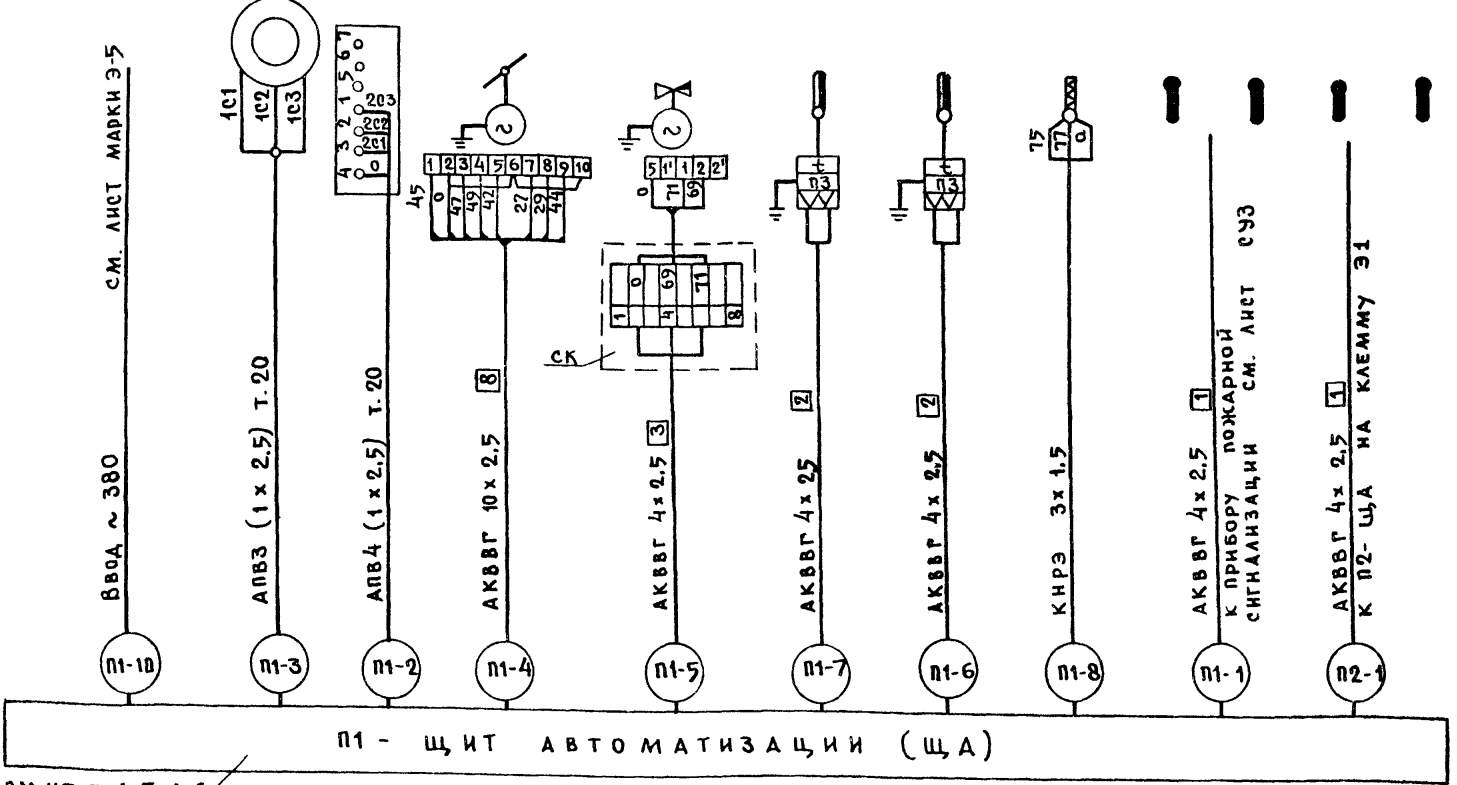 ВВОД ~ 380 СМ. ЛИСТ МАРКИ Э-5
1С1
1С2
1С3
АПВ3 (1 х 2.5) т.20
7
6
5
1 2С3
2 2С2
3 2С1
4 0
АПВ4 (1 х 2.5) т.20
~
1 2 3 4 5 6 7 8 9 10
45 0 47 49 42 27 29 44
8
АКВВГ 10 х 2.5
~
5 1' 1 2 2'
0 71 69
0 69 71
1 4 8
СК
3
АКВВГ 4 х 2.5
t
П3
2
АКВВГ 4 х 25
t
П3
2
АКВВГ 4 х 2.5
75 77 а
КНРЭ 3х 1.5
1
АКВВГ 4х 2.5
К ПРИБОРУ ПОЖАРНОЙ
СИГНАЛИЗАЦИИ СМ. ЛИСТ СУЗ
1
АКВВГ 4х 2.5
К П2- ЩА НА КЛЕММУ Э1
П1-10 П1-3 П1-2 П1-4 П1-5 П1-7 П1-6 П1-8 П1-1 П2-1
П1 - ЩИТ АВТОМАТИЗАЦИИ (ЩА)